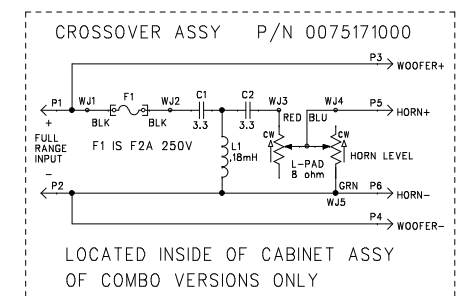 CROSSOVER ASSY P/N 0075171000
P3 WOOFER+
P1 WJ1 F1 WJ2 C1 C2 WJ3 WJ4 P5 HORN+
+ BLK BLK 3.3 3.3 RED BLU
FULL
RANGE
INPUT
F1 IS F2A 250V
L1
.18mH
CW CW
L-PAD
8 ohm
HORN LEVEL
-
P2 GRN P6 HORN-
WJ5
P4 WOOFER-
LOCATED INSIDE OF CABINET ASSY
OF COMBO VERSIONS ONLY